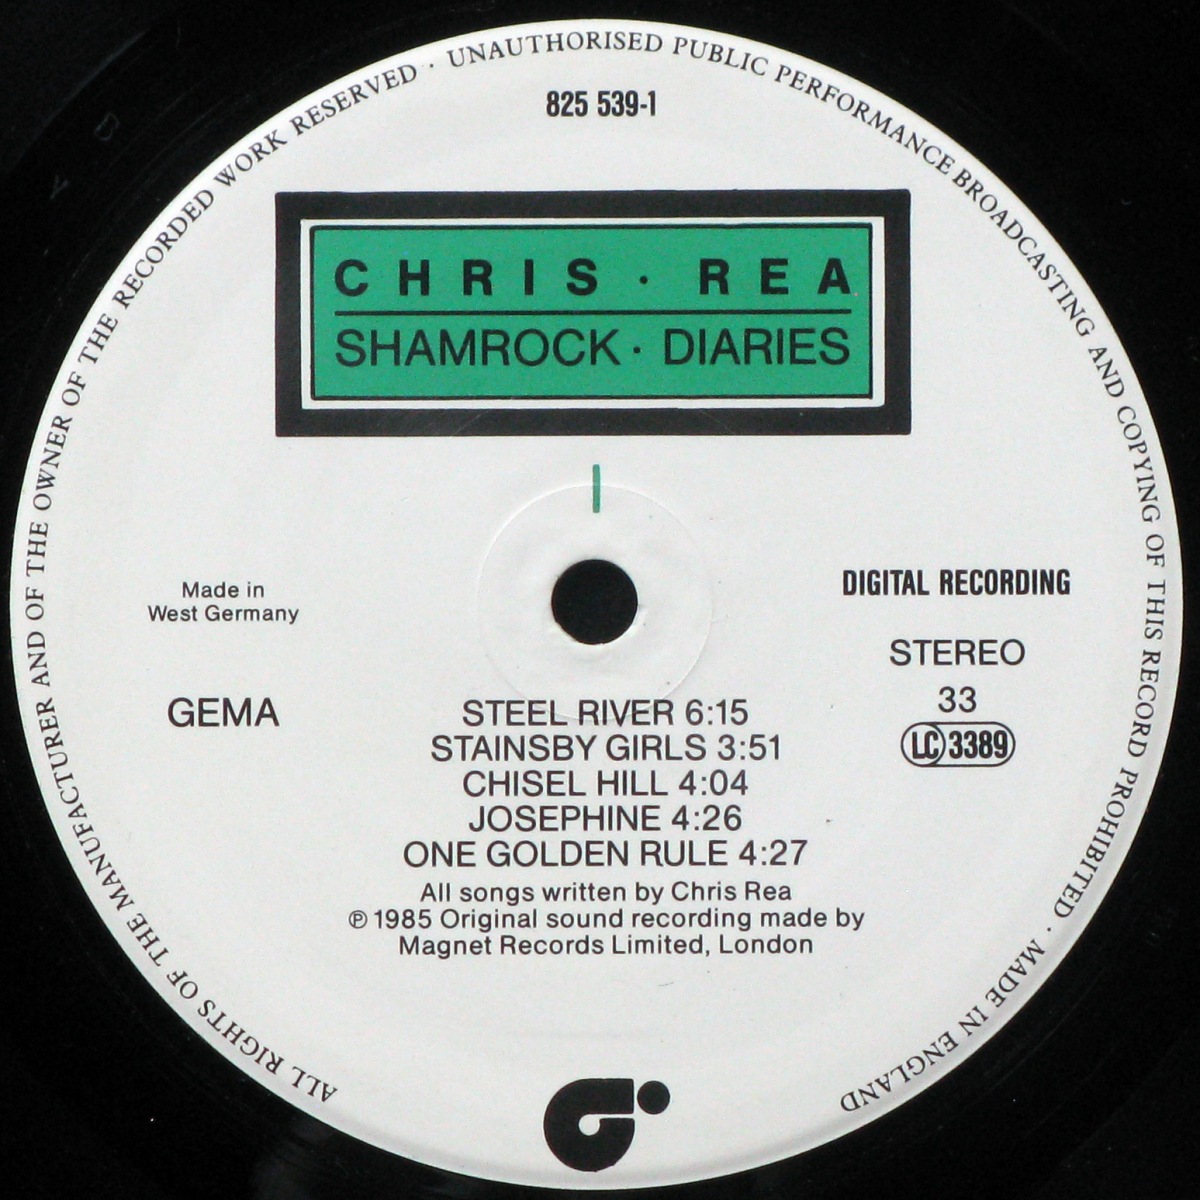 ALL RIGHTS OF THE MANUFACTURER AND OF THE OWNER OF THE RECORDED WORK RESERVED · UNAUTHORISED PUBLIC PERFORMANCE BROADCASTING AND COPYING OF THIS RECORD PROHIBITED · MADE IN ENGLAND
825 539-1
CHRIS · REA
SHAMROCK · DIARIES
Made in
West Germany
GEMA
DIGITAL RECORDING
STEREO
33
LC 3389
STEEL RIVER 6:15
STAINSBY GIRLS 3:51
CHISEL HILL 4:04
JOSEPHINE 4:26
ONE GOLDEN RULE 4:27
All songs written by Chris Rea
℗ 1985 Original sound recording made by
Magnet Records Limited, London